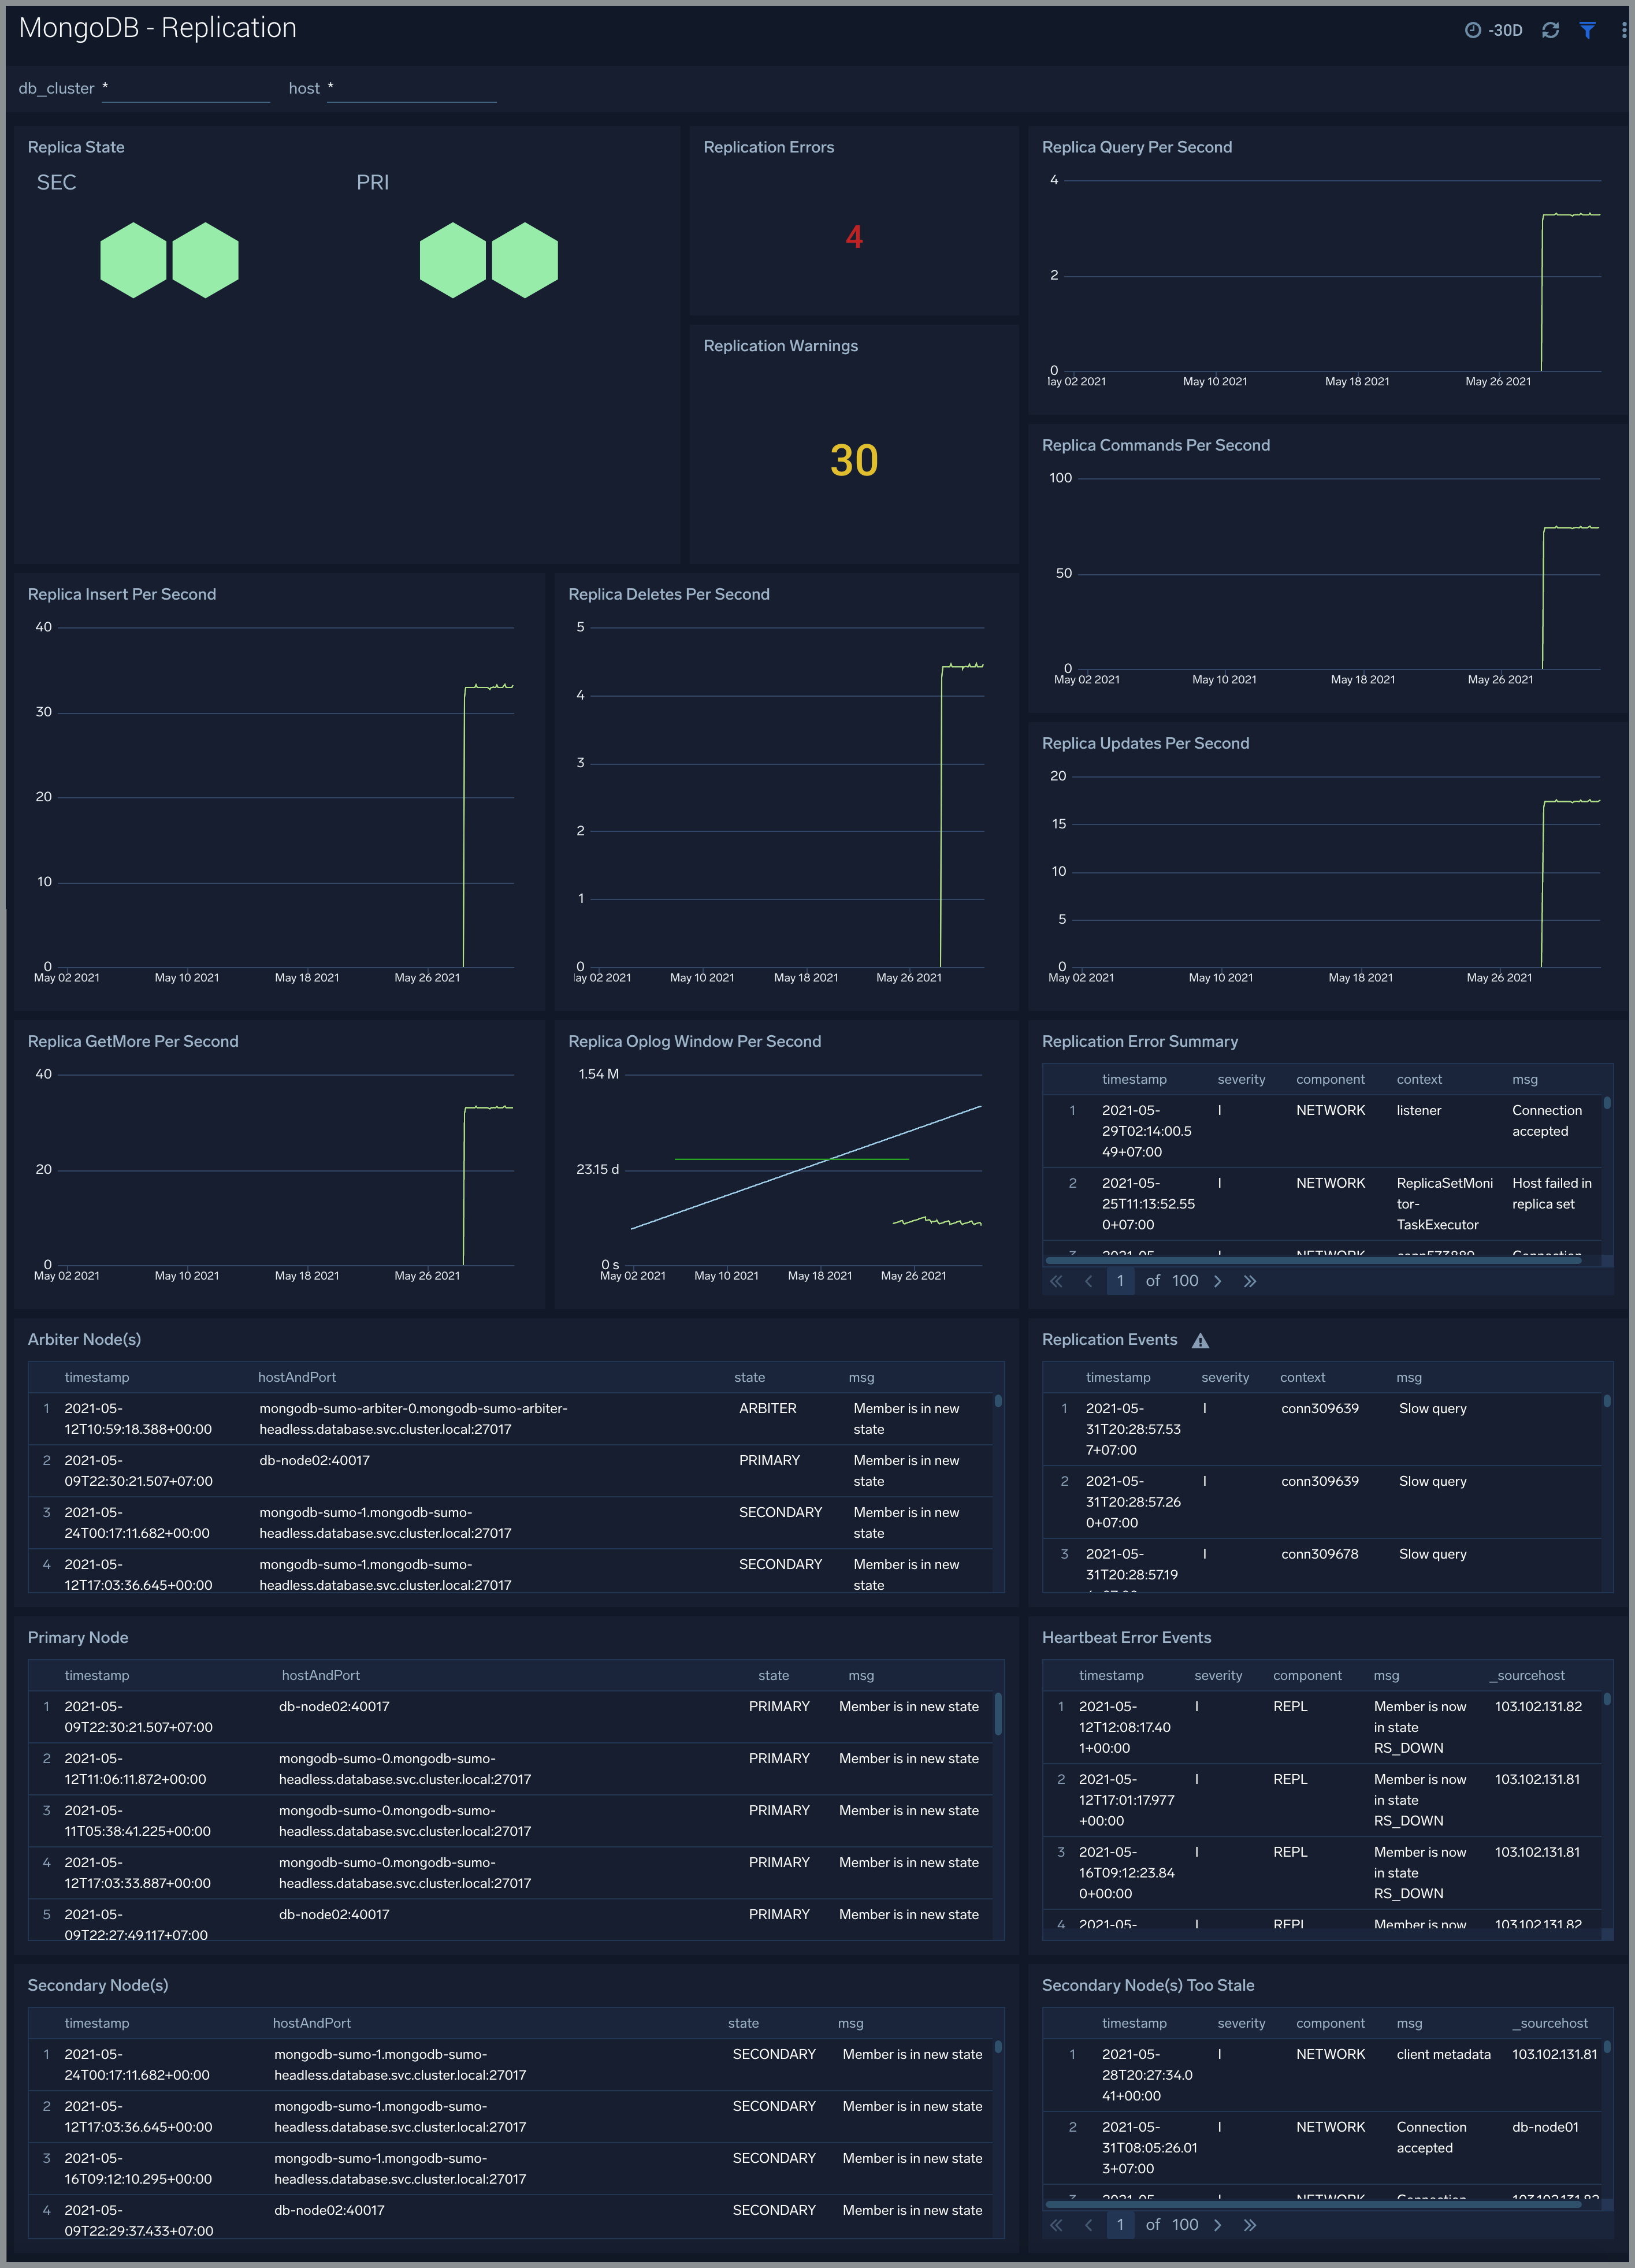 MongoDB - Replication
-30D
db_cluster *
host *
Replica State
SEC
PRI
Replication Errors
4
Replication Warnings
30
Replica Query Per Second
4
2
0
lay 02 2021
May 10 2021
May 18 2021
May 26 2021
Replica Commands Per Second
100
50
0
May 02 2021
May 10 2021
May 18 2021
May 26 2021
Replica Insert Per Second
40
30
20
10
0
May 02 2021
May 10 2021
May 18 2021
May 26 2021
Replica Deletes Per Second
5
4
3
2
1
0
ay 02 2021
May 10 2021
May 18 2021
May 26 2021
Replica Updates Per Second
20
15
10
5
0
May 02 2021
May 10 2021
May 18 2021
May 26 2021
Replica GetMore Per Second
40
20
0
May 02 2021
May 10 2021
May 18 2021
May 26 2021
Replica Oplog Window Per Second
1.54 M
23.15 d
0 s
May 02 2021
May 10 2021
May 18 2021
May 26 2021
Replication Error Summary
timestamp severity component context msg
1 2021-05- I NETWORK listener Connection
29T02:14:00.5 accepted
49+07:00
2 2021-05- I NETWORK ReplicaSetMoni Host failed in
25T11:13:52.55 tor- replica set
0+07:00 TaskExecutor
3 2021-05- I NETWORK conn573889 Connection
1 of 100
Arbiter Node(s)
timestamp hostAndPort state msg
1 2021-05- mongodb-sumo-arbiter-0.mongodb-sumo-arbiter- ARBITER Member is in new
12T10:59:18.388+00:00 headless.database.svc.cluster.local:27017 state
2 2021-05- db-node02:40017 PRIMARY Member is in new
09T22:30:21.507+07:00 state
3 2021-05- mongodb-sumo-1.mongodb-sumo- SECONDARY Member is in new
24T00:17:11.682+00:00 headless.database.svc.cluster.local:27017 state
4 2021-05- mongodb-sumo-1.mongodb-sumo- SECONDARY Member is in new
12T17:03:36.645+00:00 headless.database.svc.cluster.local:27017 state
Replication Events
timestamp severity context msg
1 2021-05- I conn309639 Slow query
31T20:28:57.53
7+07:00
2 2021-05- I conn309639 Slow query
31T20:28:57.26
0+07:00
3 2021-05- I conn309678 Slow query
31T20:28:57.19
Primary Node
timestamp hostAndPort state msg
1 2021-05- db-node02:40017 PRIMARY Member is in new state
09T22:30:21.507+07:00
2 2021-05- mongodb-sumo-0.mongodb-sumo- PRIMARY Member is in new state
12T11:06:11.872+00:00 headless.database.svc.cluster.local:27017
3 2021-05- mongodb-sumo-0.mongodb-sumo- PRIMARY Member is in new state
11T05:38:41.225+00:00 headless.database.svc.cluster.local:27017
4 2021-05- mongodb-sumo-0.mongodb-sumo- PRIMARY Member is in new state
12T17:03:33.887+00:00 headless.database.svc.cluster.local:27017
5 2021-05- db-node02:40017 PRIMARY Member is in new state
09T22:27:49.117+07:00
Heartbeat Error Events
timestamp severity component msg _sourcehost
1 2021-05- I REPL Member is now 103.102.131.82
12T12:08:17.40 in state
1+00:00 RS_DOWN
2 2021-05- I REPL Member is now 103.102.131.81
12T17:01:17.977 in state
+00:00 RS_DOWN
3 2021-05- I REPL Member is now 103.102.131.81
16T09:12:23.84 in state
0+00:00 RS_DOWN
4 2021-05- I REPL Member is now 103.102.131.82
Secondary Node(s)
timestamp hostAndPort state msg
1 2021-05- mongodb-sumo-1.mongodb-sumo- SECONDARY Member is in new state
24T00:17:11.682+00:00 headless.database.svc.cluster.local:27017
2 2021-05- mongodb-sumo-1.mongodb-sumo- SECONDARY Member is in new state
12T17:03:36.645+00:00 headless.database.svc.cluster.local:27017
3 2021-05- mongodb-sumo-1.mongodb-sumo- SECONDARY Member is in new state
16T09:12:10.295+00:00 headless.database.svc.cluster.local:27017
4 2021-05- db-node02:40017 SECONDARY Member is in new state
09T22:29:37.433+07:00
Secondary Node(s) Too Stale
timestamp severity component msg _sourcehost
1 2021-05- I NETWORK client metadata 103.102.131.81
28T20:27:34.0
41+00:00
2 2021-05- I NETWORK Connection db-node01
31T08:05:26.01 accepted
3+07:00
3 2021-05 I NETWORK Connection 103.102.131.82
1 of 100